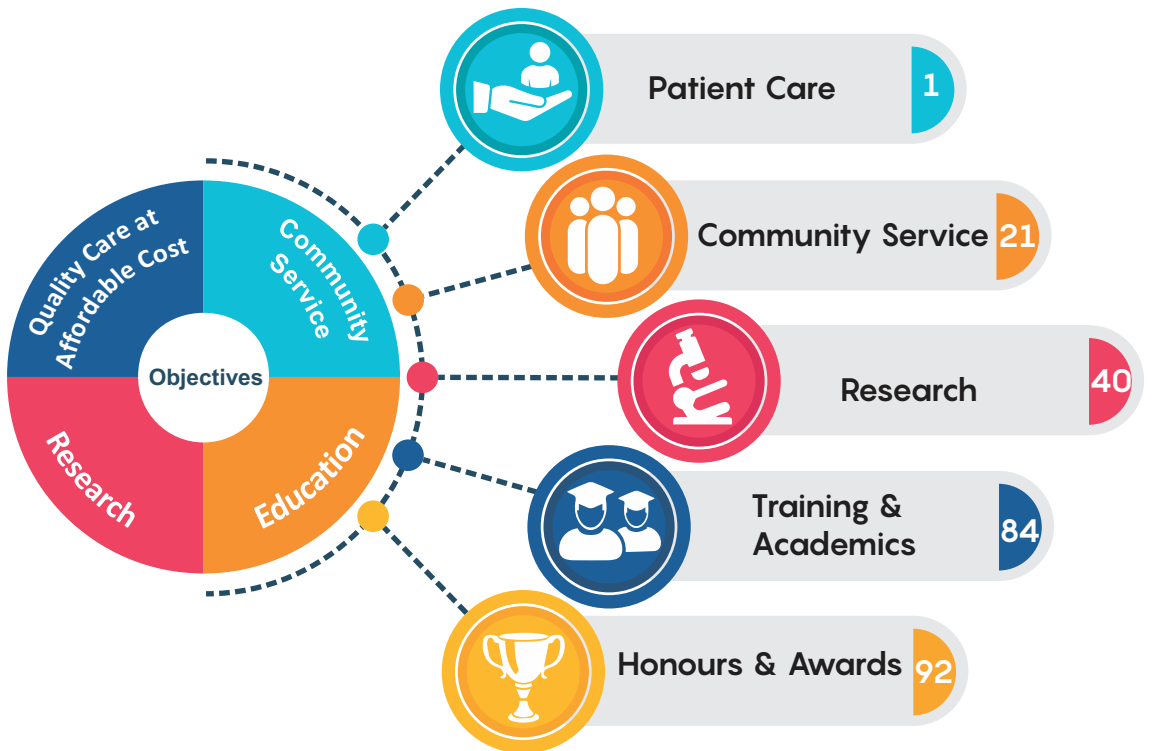 Quality Care at
Affordable Cost
Community
Service
Objectives
Research
Education
Patient Care 1
Community Service 21
Research 40
Training &
Academics 84
Honours & Awards 92